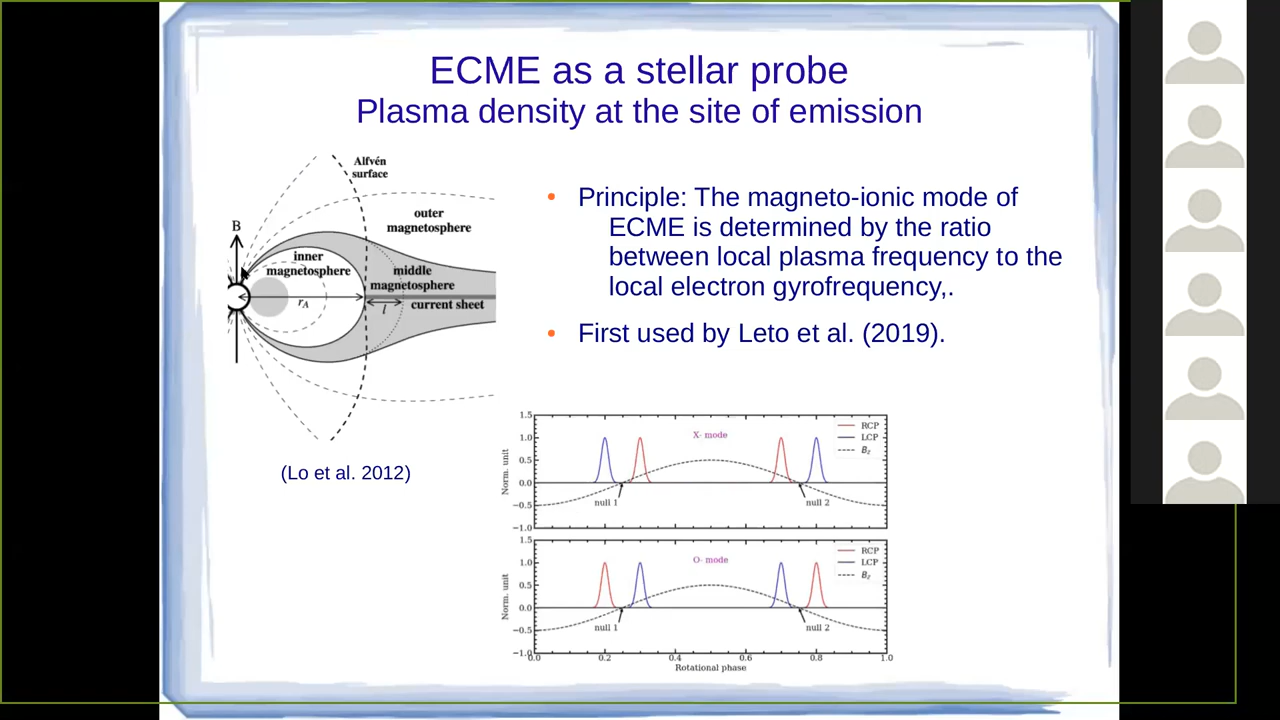 ECME as a stellar probe
Plasma density at the site of emission
Alfvén
surface
outer
magnetosphere
B
inner
magnetosphere
middle
magnetosphere
r_A
l
current sheet
(Lo et al. 2012)
• Principle: The magneto-ionic mode of
ECME is determined by the ratio
between local plasma frequency to the
local electron gyrofrequency,.
• First used by Leto et al. (2019).
1.5
1.0
0.5
0.0
−0.5
−1.0
Norm. unit
X- mode
RCP
LCP
B_z
null 1
null 2
1.5
1.0
0.5
0.0
−0.5
−1.0
Norm. unit
O- mode
RCP
LCP
B_z
null 1
null 2
0.0 0.2 0.4 0.6 0.8 1.0
Rotational phase